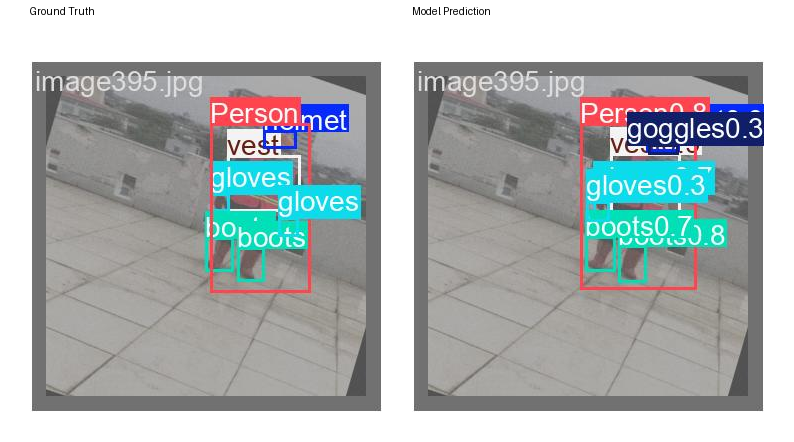 Ground Truth
Model Prediction
image395.jpg
image395.jpg
Person
helmet
vest
gloves
gloves
boots
Person0.8
goggles0.3
gloves0.3
boots0.7
boots0.8